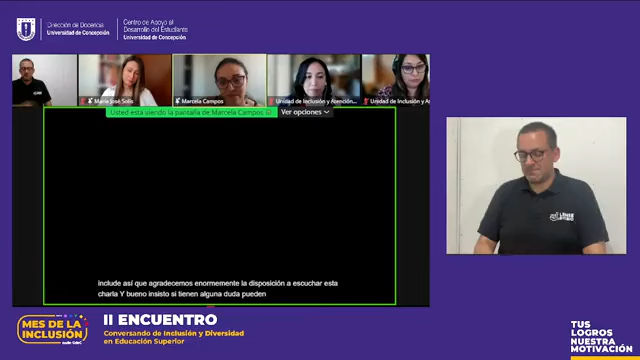 Dirección de Docencia
Universidad de Concepción
Centro de Apoyo al
Desarrollo del Estudiante
Universidad de Concepción
María José Solís
Marcela Campos
Unidad de Inclusión y Atención...
Unidad de Inclusión y A
Usted está viendo la pantalla de Marcela Campos
Ver opciones
include así que agradecemos enormemente la disposición a escuchar esta
charla Y bueno insisto si tienen alguna duda pueden
MES DE LA
INCLUSIÓN
II ENCUENTRO
Conversando de Inclusión y Diversidad
en Educación Superior
TUS
LOGROS
NUESTRA
MOTIVACIÓN